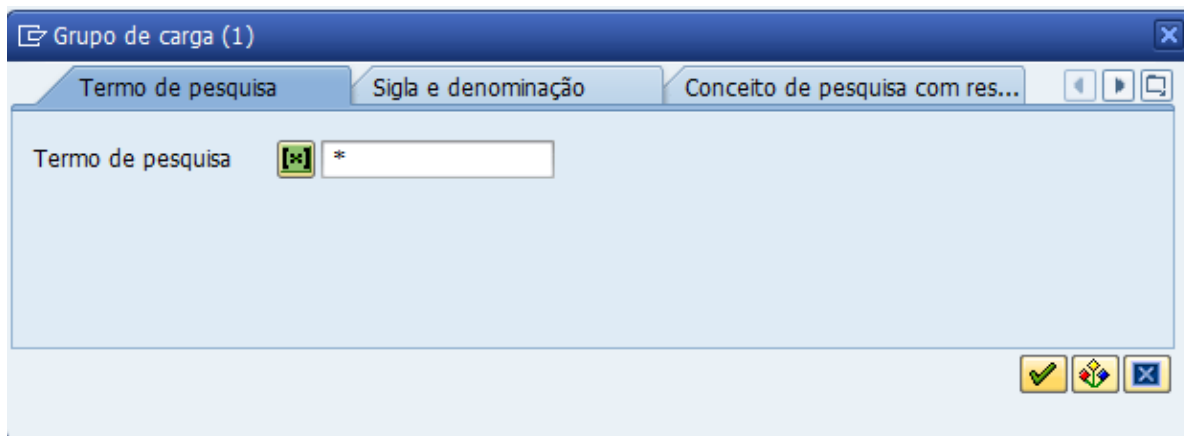 Grupo de carga (1)
Termo de pesquisa Sigla e denominação Conceito de pesquisa com res...
Termo de pesquisa *